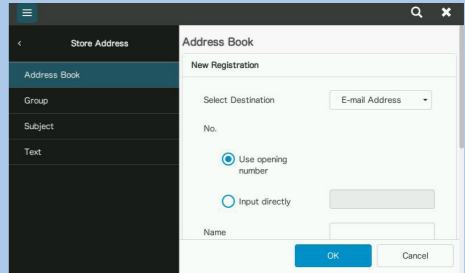 Store Address
Address Book
Group
Subject
Text
Address Book
New Registration
Select Destination
E-mail Address
No.
Use opening
number
Input directly
Name
OK
Cancel